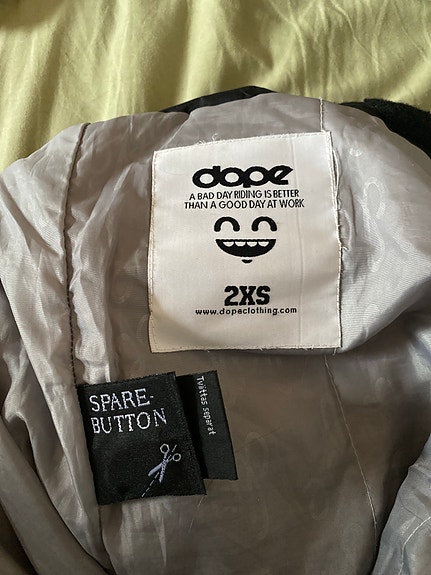 dope
A BAD DAY RIDING IS BETTER
THAN A GOOD DAY AT WORK
2XS
www.dopeclothing.com
SPARE-
BUTTON
Tvättas separat